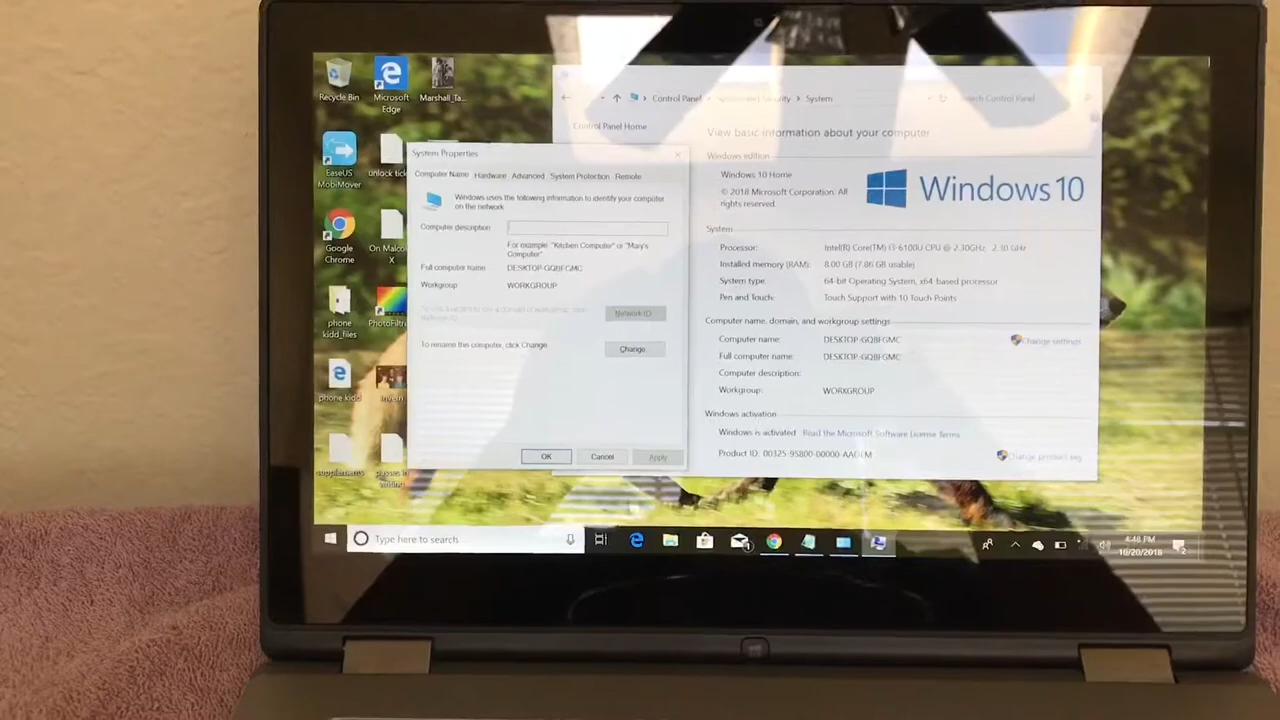 Recycle Bin
Microsoft Edge
Marshall_Ta...
EaseUS MobiMover
unlock tick
Google Chrome
On Malco X
phone kidd_files
PhotoFiltre
phone kidd
supplements
Control Panel > Security > System
Search Control Panel
Control Panel Home
View basic information about your computer
Windows edition
Windows 10 Home
© 2018 Microsoft Corporation. All
rights reserved.
Windows 10
System
Processor: Intel(R) Core(TM) i3-6100U CPU @ 2.30GHz 2.30 GHz
Installed memory (RAM): 8.00 GB (7.86 GB usable)
System type: 64-bit Operating System, x64-based processor
Pen and Touch: Touch Support with 10 Touch Points
Computer name, domain, and workgroup settings
Computer name: DESKTOP-GQBFGMC
Change settings
Full computer name: DESKTOP-GQBFGMC
Computer description:
Workgroup: WORKGROUP
Windows activation
Windows is activated Read the Microsoft Software License Terms
Product ID: 00325-95800-00000-AAOEM
Change product key
System Properties
Computer Name Hardware Advanced System Protection Remote
Windows uses the following information to identify your computer
on the network
Computer description
For example "Kitchen Computer" or "Mary's
Computer"
Full computer name DESKTOP-GQBFGMC
Workgroup WORKGROUP
Network ID
To rename this computer, click Change
Change
OK Cancel Apply
Type here to search
4:48 PM
10/20/2018